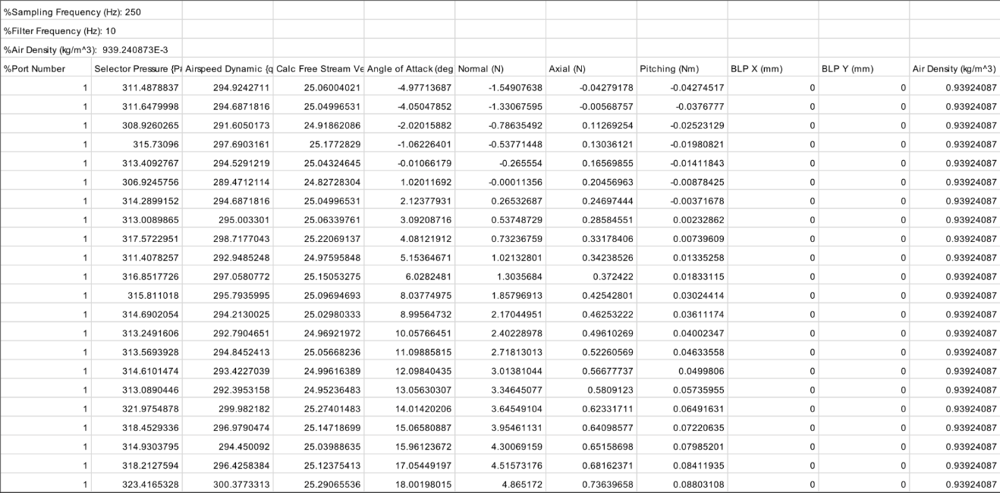 %Sampling Frequency (Hz): 250
%Filter Frequency (Hz): 10
%Air Density (kg/m^3):  939.240873E-3
%Port Number Selector Pressure {Pa Airspeed Dynamic {q Calc Free Stream Ve Angle of Attack (deg Normal (N) Axial (N) Pitching (Nm) BLP X (mm) BLP Y (mm) Air Density (kg/m^3)
1 311.4878837 294.9242711 25.06004021 -4.97713687 -1.54907638 -0.04279178 -0.04274517 0 0 0.93924087
1 311.6479998 294.6871816 25.04996531 -4.05047852 -1.33067595 -0.00568757 -0.0376777 0 0 0.93924087
1 308.9260265 291.6050173 24.91862086 -2.02015882 -0.78635492 0.11269254 -0.02523129 0 0 0.93924087
1 315.73096 297.6903161 25.1772829 -1.06226401 -0.53771448 0.13036121 -0.01980821 0 0 0.93924087
1 313.4092767 294.5291219 25.04324645 -0.01066179 -0.265554 0.16569855 -0.01411843 0 0 0.93924087
1 306.9245756 289.4712114 24.82728304 1.02011692 -0.00011356 0.20456963 -0.00878425 0 0 0.93924087
1 314.2899152 294.6871816 25.04996531 2.12377931 0.26532687 0.24697444 -0.00371678 0 0 0.93924087
1 313.0089865 295.003301 25.06339761 3.09208716 0.53748729 0.28584551 0.00232862 0 0 0.93924087
1 317.5722951 298.7177043 25.22069137 4.08121912 0.73236759 0.33178406 0.00739609 0 0 0.93924087
1 311.4078257 292.9485248 24.97595848 5.15364671 1.02132801 0.34238526 0.01335258 0 0 0.93924087
1 316.8517726 297.0580772 25.15053275 6.0282481 1.3035684 0.372422 0.01833115 0 0 0.93924087
1 315.811018 295.7935995 25.09694693 8.03774975 1.85796913 0.42542801 0.03024414 0 0 0.93924087
1 314.6902054 294.2130025 25.02980333 8.99564732 2.17044951 0.46253222 0.03611174 0 0 0.93924087
1 313.2491606 292.7904651 24.96921972 10.05766451 2.40228978 0.49610269 0.04002347 0 0 0.93924087
1 313.5693928 294.8452413 25.05668236 11.09885815 2.71813013 0.52260569 0.04633558 0 0 0.93924087
1 314.6101474 293.4227039 24.99616389 12.09840435 3.01381044 0.56677737 0.0499806 0 0 0.93924087
1 313.0890446 292.3953158 24.95236483 13.05630307 3.34645077 0.5809123 0.05735955 0 0 0.93924087
1 321.9754878 299.982182 25.27401483 14.01420206 3.64549104 0.62331711 0.06491631 0 0 0.93924087
1 318.4529336 296.9790474 25.14718699 15.06580887 3.95461131 0.64098577 0.07220635 0 0 0.93924087
1 314.9303795 294.450092 25.03988635 15.96123672 4.30069159 0.65158698 0.07985201 0 0 0.93924087
1 318.2127594 296.4258384 25.12375413 17.05449197 4.51573176 0.68162371 0.08411935 0 0 0.93924087
1 323.4165328 300.3773313 25.29065536 18.00198015 4.865172 0.73639658 0.08803108 0 0 0.93924087